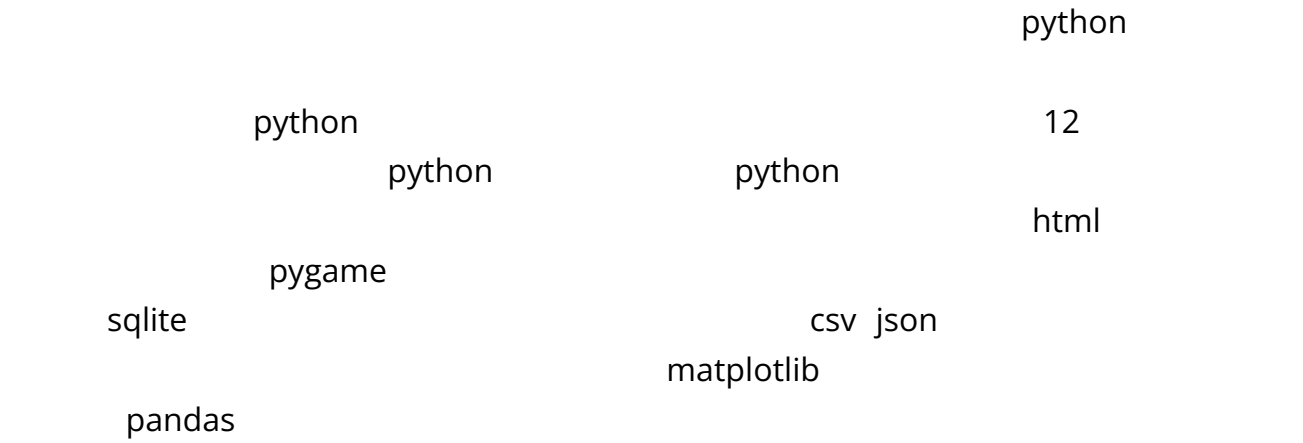 python
python 12
python python
html
pygame
sqlite csv json
matplotlib
pandas